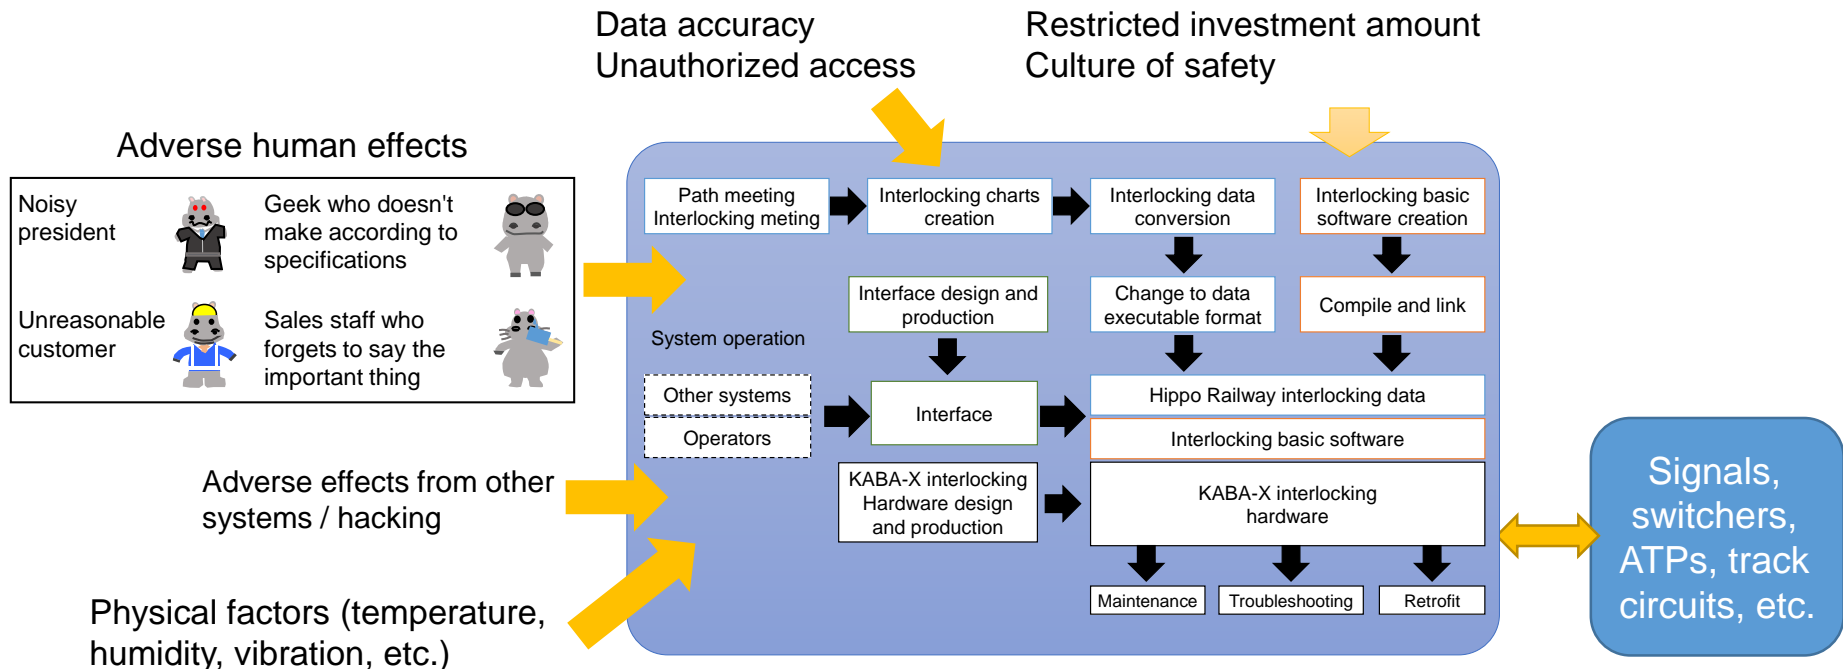 Data accuracy
Unauthorized access
Restricted investment amount
Culture of safety
Adverse human effects
Noisy
president
Geek who doesn't
make according to
specifications
Unreasonable
customer
Sales staff who
forgets to say the
important thing
Adverse effects from other
systems / hacking
Physical factors (temperature,
humidity, vibration, etc.)
Path meeting
Interlocking meting
Interlocking charts
creation
Interlocking data
conversion
Interlocking basic
software creation
Interface design and
production
Change to data
executable format
Compile and link
System operation
Other systems
Operators
Interface
Hippo Railway interlocking data
Interlocking basic software
KABA-X interlocking
Hardware design
and production
KABA-X interlocking
hardware
Maintenance
Troubleshooting
Retrofit
Signals,
switchers,
ATPs, track
circuits, etc.